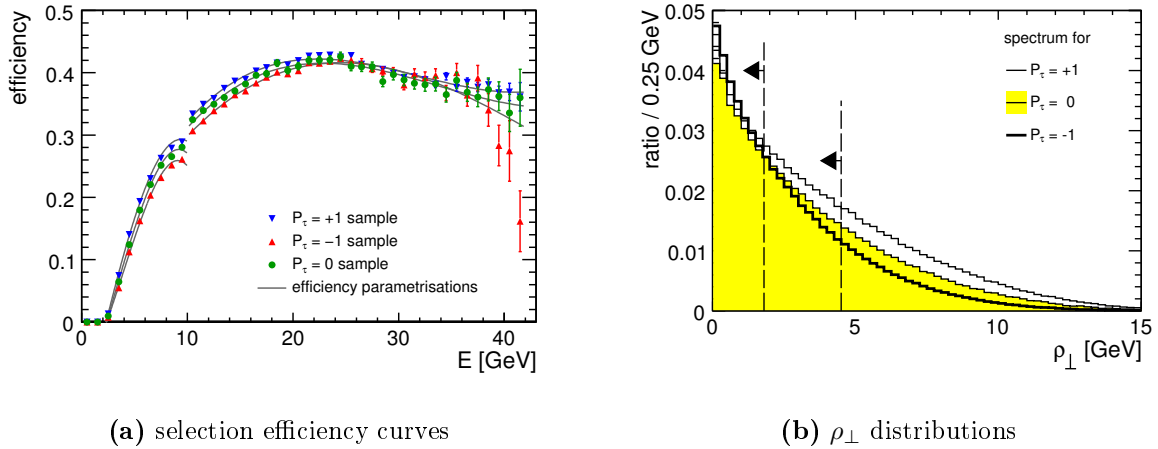 efficiency
0.4
0.3
0.2
0.1
0
0
10
20
30
40
E [GeV]
P_τ = +1 sample
P_τ = −1 sample
P_τ = 0 sample
efficiency parametrisations
(a) selection efficiency curves
ratio / 0.25 GeV
0.05
0.04
0.03
0.02
0.01
0
0
5
10
15
ρ_⊥ [GeV]
spectrum for
P_τ = +1
P_τ = 0
P_τ = -1
(b) ρ_⊥ distributions